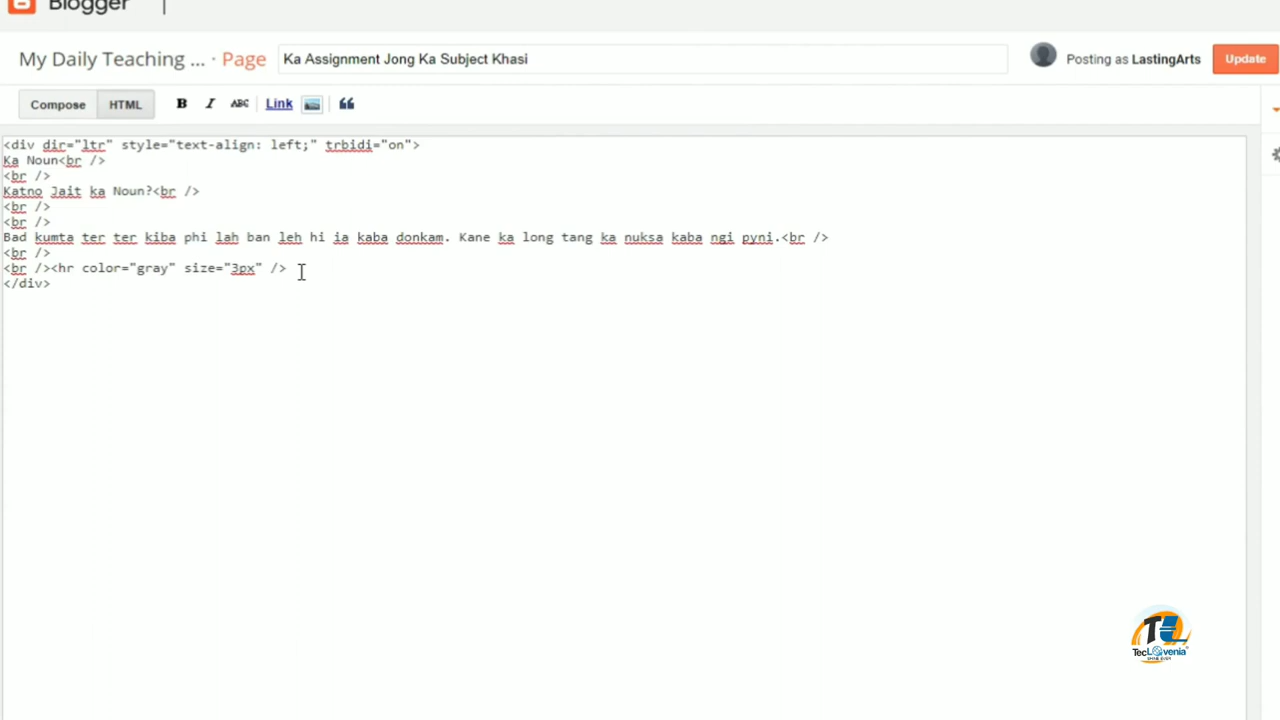 Blogger
My Daily Teaching ... · Page Ka Assignment Jong Ka Subject Khasi Posting as LastingArts Update
Compose HTML B I ABC Link
<div dir="ltr" style="text-align: left;" trbidi="on">
Ka Noun<br />
<br />
Katno Jait ka Noun?<br />
<br />
<br />
Bad kumta ter ter kiba phi lah ban leh hi ia kaba donkam. Kane ka long tang ka nuksa kaba ngi pyni.<br />
<br />
<br /><hr color="gray" size="3px" />
</div>
TL
TecLovenia